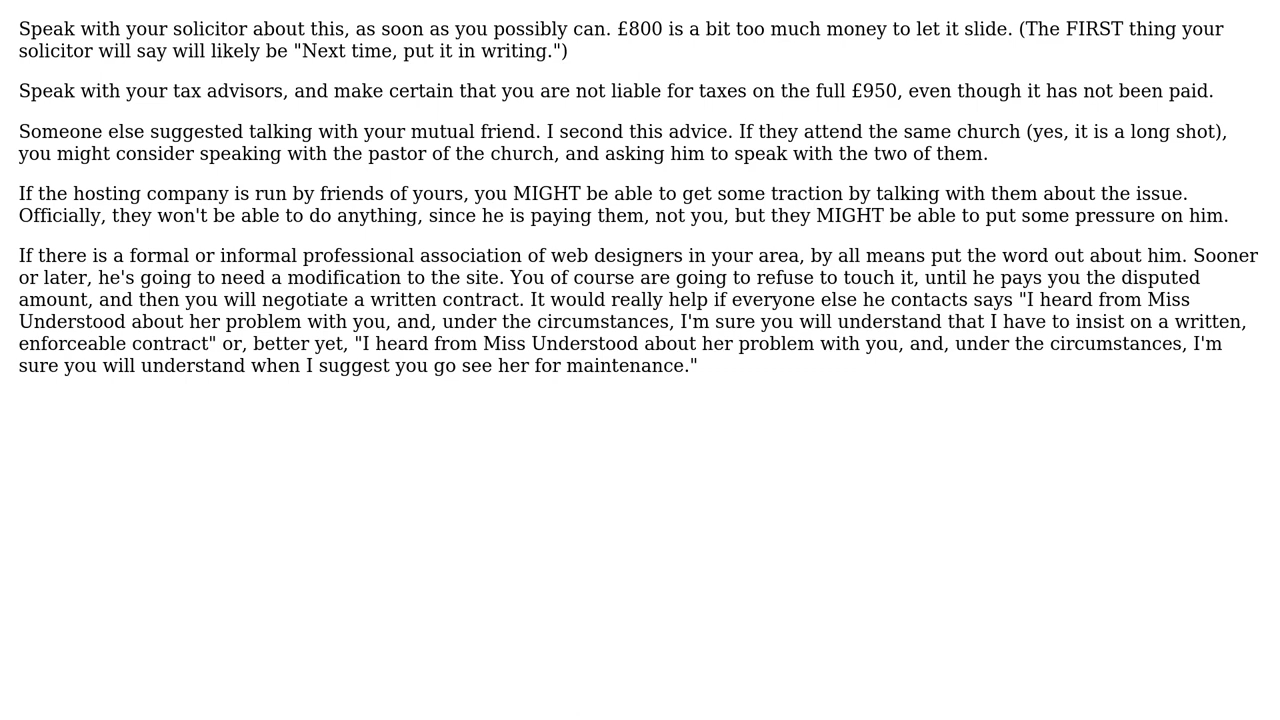 Speak with your solicitor about this, as soon as you possibly can. £800 is a bit too much money to let it slide. (The FIRST thing your
solicitor will say will likely be "Next time, put it in writing.")
Speak with your tax advisors, and make certain that you are not liable for taxes on the full £950, even though it has not been paid.
Someone else suggested talking with your mutual friend. I second this advice. If they attend the same church (yes, it is a long shot),
you might consider speaking with the pastor of the church, and asking him to speak with the two of them.
If the hosting company is run by friends of yours, you MIGHT be able to get some traction by talking with them about the issue.
Officially, they won't be able to do anything, since he is paying them, not you, but they MIGHT be able to put some pressure on him.
If there is a formal or informal professional association of web designers in your area, by all means put the word out about him. Sooner
or later, he's going to need a modification to the site. You of course are going to refuse to touch it, until he pays you the disputed
amount, and then you will negotiate a written contract. It would really help if everyone else he contacts says "I heard from Miss
Understood about her problem with you, and, under the circumstances, I'm sure you will understand that I have to insist on a written,
enforceable contract" or, better yet, "I heard from Miss Understood about her problem with you, and, under the circumstances, I'm
sure you will understand when I suggest you go see her for maintenance."